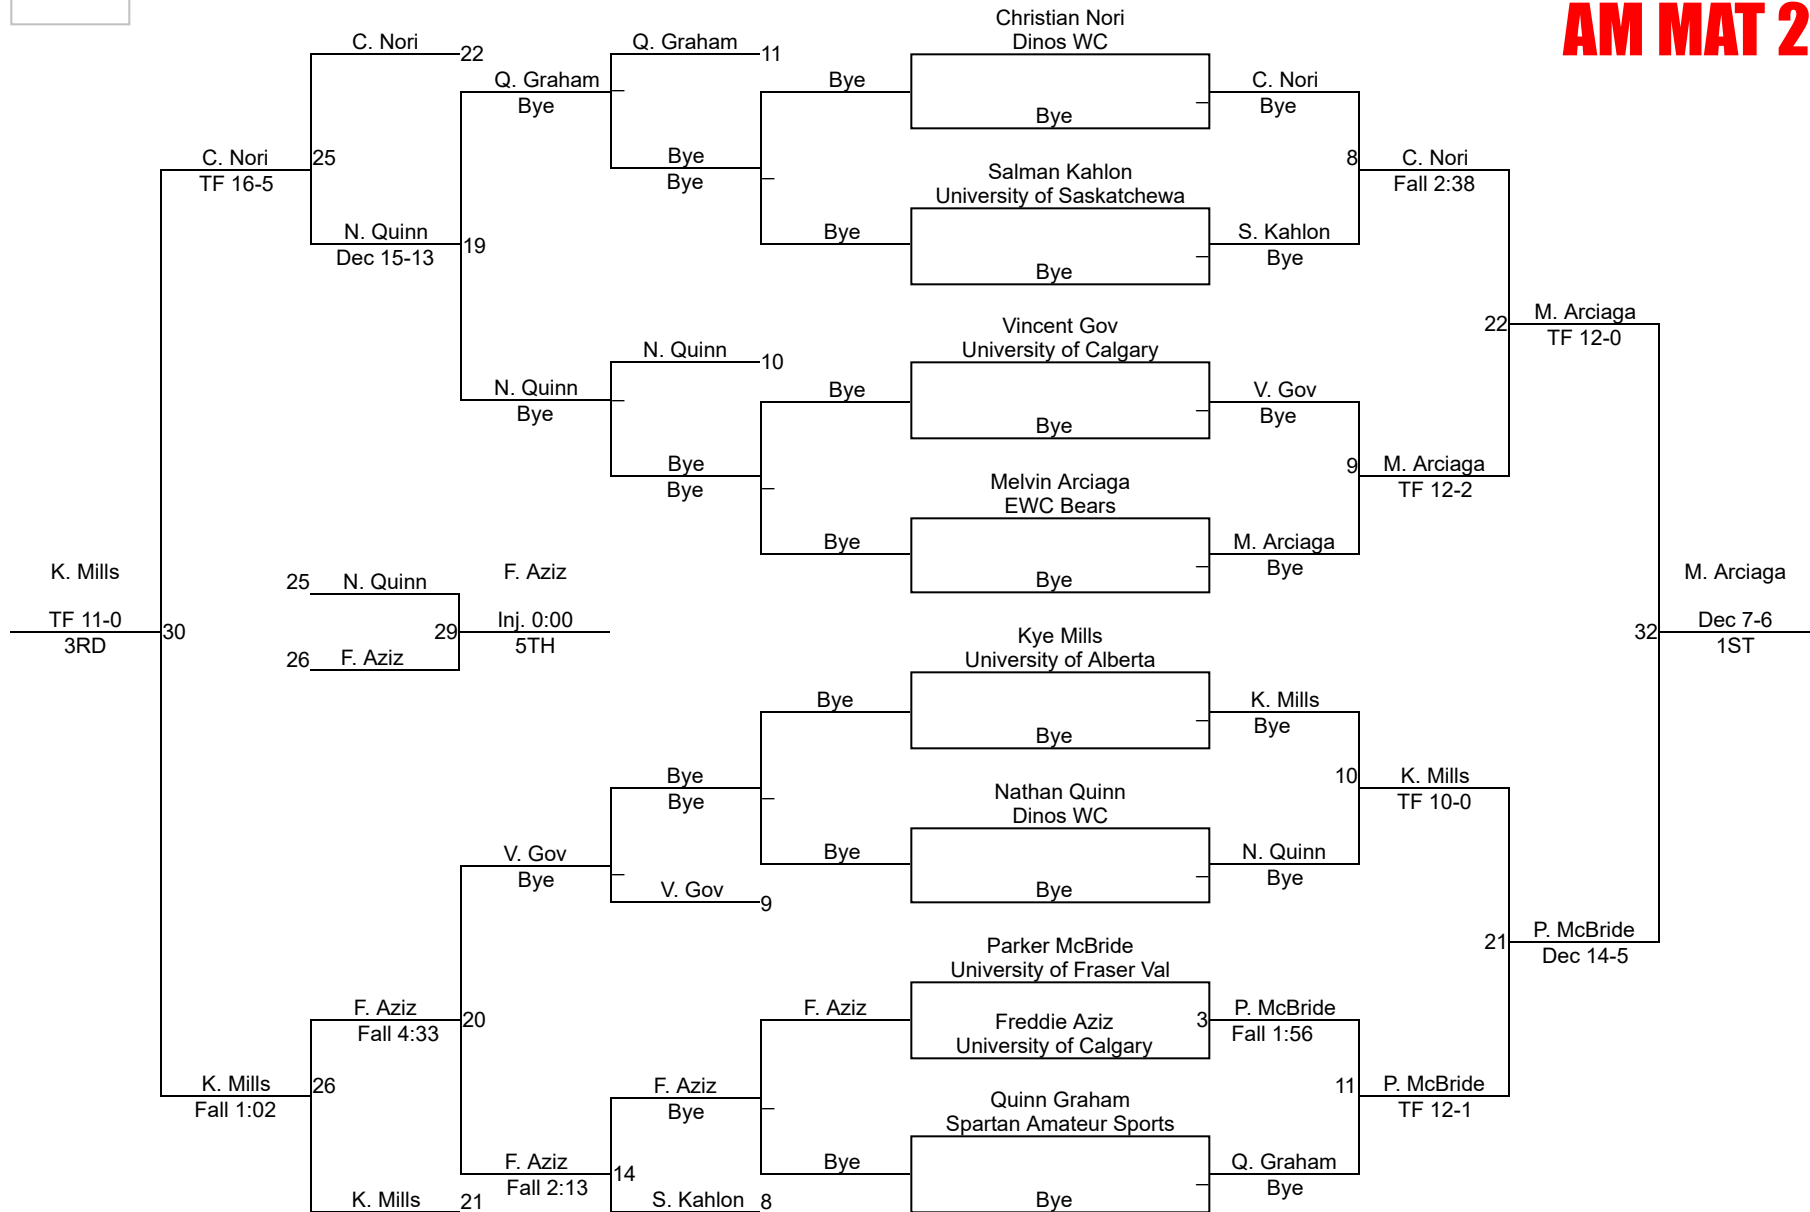 AM MAT 2
Christian Nori
Dinos WC
C. Nori
22
Q. Graham
11
Q. Graham
Bye
Bye
C. Nori
Bye
Bye
Bye
C. Nori
TF 16-5
25
Bye
Bye
Salman Kahlon
University of Saskatchewa
8
C. Nori
Fall 2:38
N. Quinn
Dec 15-13
19
Bye
S. Kahlon
Bye
Bye
Vincent Gov
University of Calgary
22
M. Arciaga
TF 12-0
N. Quinn
10
N. Quinn
Bye
Bye
V. Gov
Bye
Bye
Bye
Bye
Melvin Arciaga
EWC Bears
9
M. Arciaga
TF 12-2
Bye
M. Arciaga
Bye
Bye
K. Mills
TF 11-0
3RD
30
25
N. Quinn
26
F. Aziz
29
F. Aziz
Inj. 0:00
5TH
M. Arciaga
32
Dec 7-6
1ST
Kye Mills
University of Alberta
Bye
K. Mills
Bye
Bye
Bye
Bye
Nathan Quinn
Dinos WC
10
K. Mills
TF 10-0
V. Gov
Bye
Bye
N. Quinn
Bye
Bye
V. Gov
9
Parker McBride
University of Fraser Val
21
P. McBride
Dec 14-5
F. Aziz
Fall 4:33
20
F. Aziz
Freddie Aziz
University of Calgary
3
P. McBride
Fall 1:56
K. Mills
Fall 1:02
26
F. Aziz
Bye
Quinn Graham
Spartan Amateur Sports
11
P. McBride
TF 12-1
F. Aziz
Fall 2:13
14
Bye
Q. Graham
Bye
Bye
K. Mills
21
S. Kahlon
8